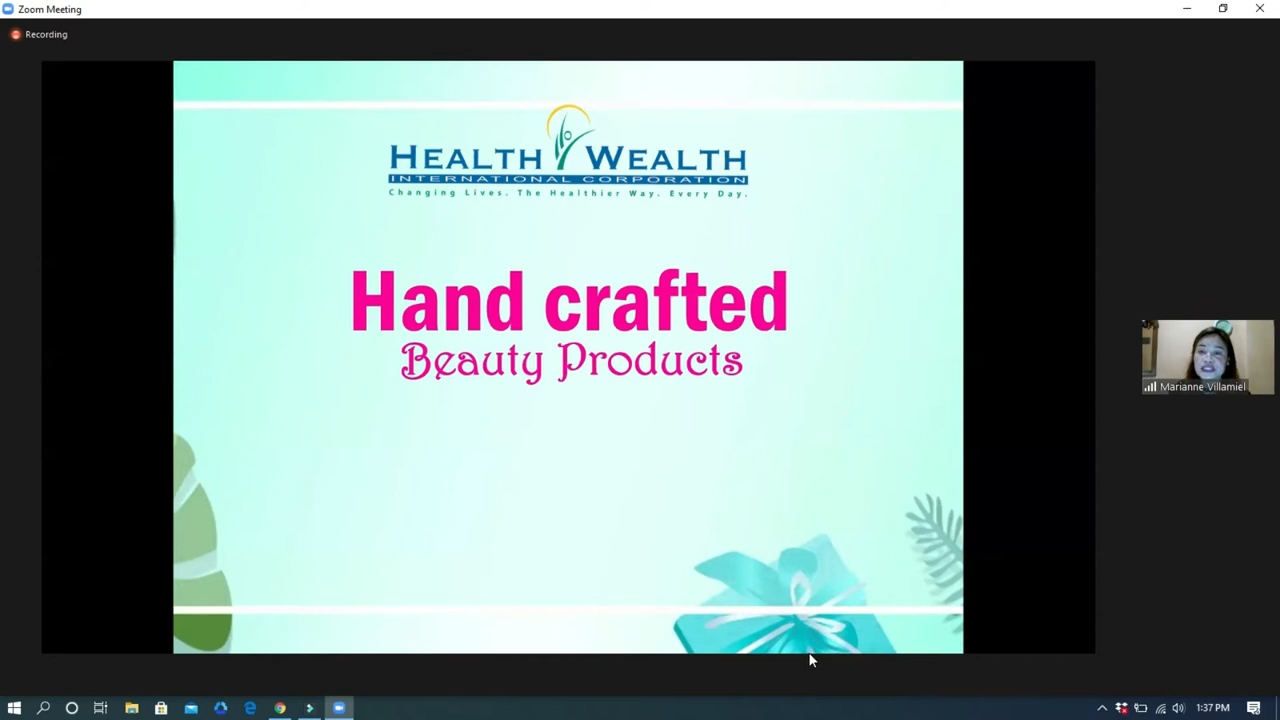 Zoom Meeting
Recording
HEALTH WEALTH
INTERNATIONAL CORPORATION
Changing Lives. The Healthier Way. Every Day.
Hand crafted
Beauty Products
Marianne Villamiel
1:37 PM